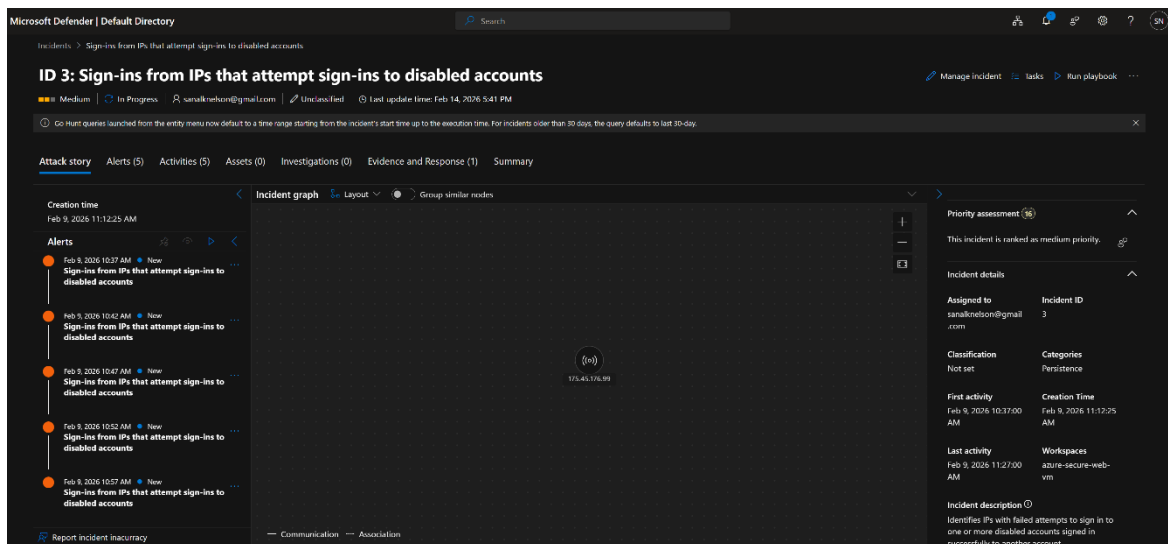 Microsoft Defender | Default Directory
Search
SN
Incidents > Sign-ins from IPs that attempt sign-ins to disabled accounts
ID 3: Sign-ins from IPs that attempt sign-ins to disabled accounts
Manage incident Tasks Run playbook ...
Medium | In Progress sanalknelson@gmail.com | Unclassified Last update time: Feb 14, 2026 5:41 PM
Go Hunt queries launched from the entity menu now default to a time range starting from the incident's start time up to the execution time. For incidents older than 30 days, the query defaults to last 30-day.
Attack story Alerts (5) Activities (5) Assets (0) Investigations (0) Evidence and Response (1) Summary
Creation time
Feb 9, 2026 11:12:25 AM
Alerts
Feb 9, 2026 10:37 AM New
Sign-ins from IPs that attempt sign-ins to
disabled accounts
Feb 9, 2026 10:42 AM New
Sign-ins from IPs that attempt sign-ins to
disabled accounts
Feb 9, 2026 10:47 AM New
Sign-ins from IPs that attempt sign-ins to
disabled accounts
Feb 9, 2026 10:52 AM New
Sign-ins from IPs that attempt sign-ins to
disabled accounts
Feb 9, 2026 10:57 AM New
Sign-ins from IPs that attempt sign-ins to
disabled accounts
Report incident inacurracy
Incident graph Layout Group similar nodes
175.45.176.99
Communication Association
Priority assessment (16)
This incident is ranked as medium priority.
Incident details
Assigned to Incident ID
sanalknelson@gmail 3
.com
Classification Categories
Not set Persistence
First activity Creation Time
Feb 9, 2026 10:37:00 Feb 9, 2026 11:12:25
AM AM
Last activity Workspaces
Feb 9, 2026 11:27:00 azure-secure-web-
AM vm
Incident description
Identifies IPs with failed attempts to sign in to
one or more disabled accounts signed in
successfully to another account